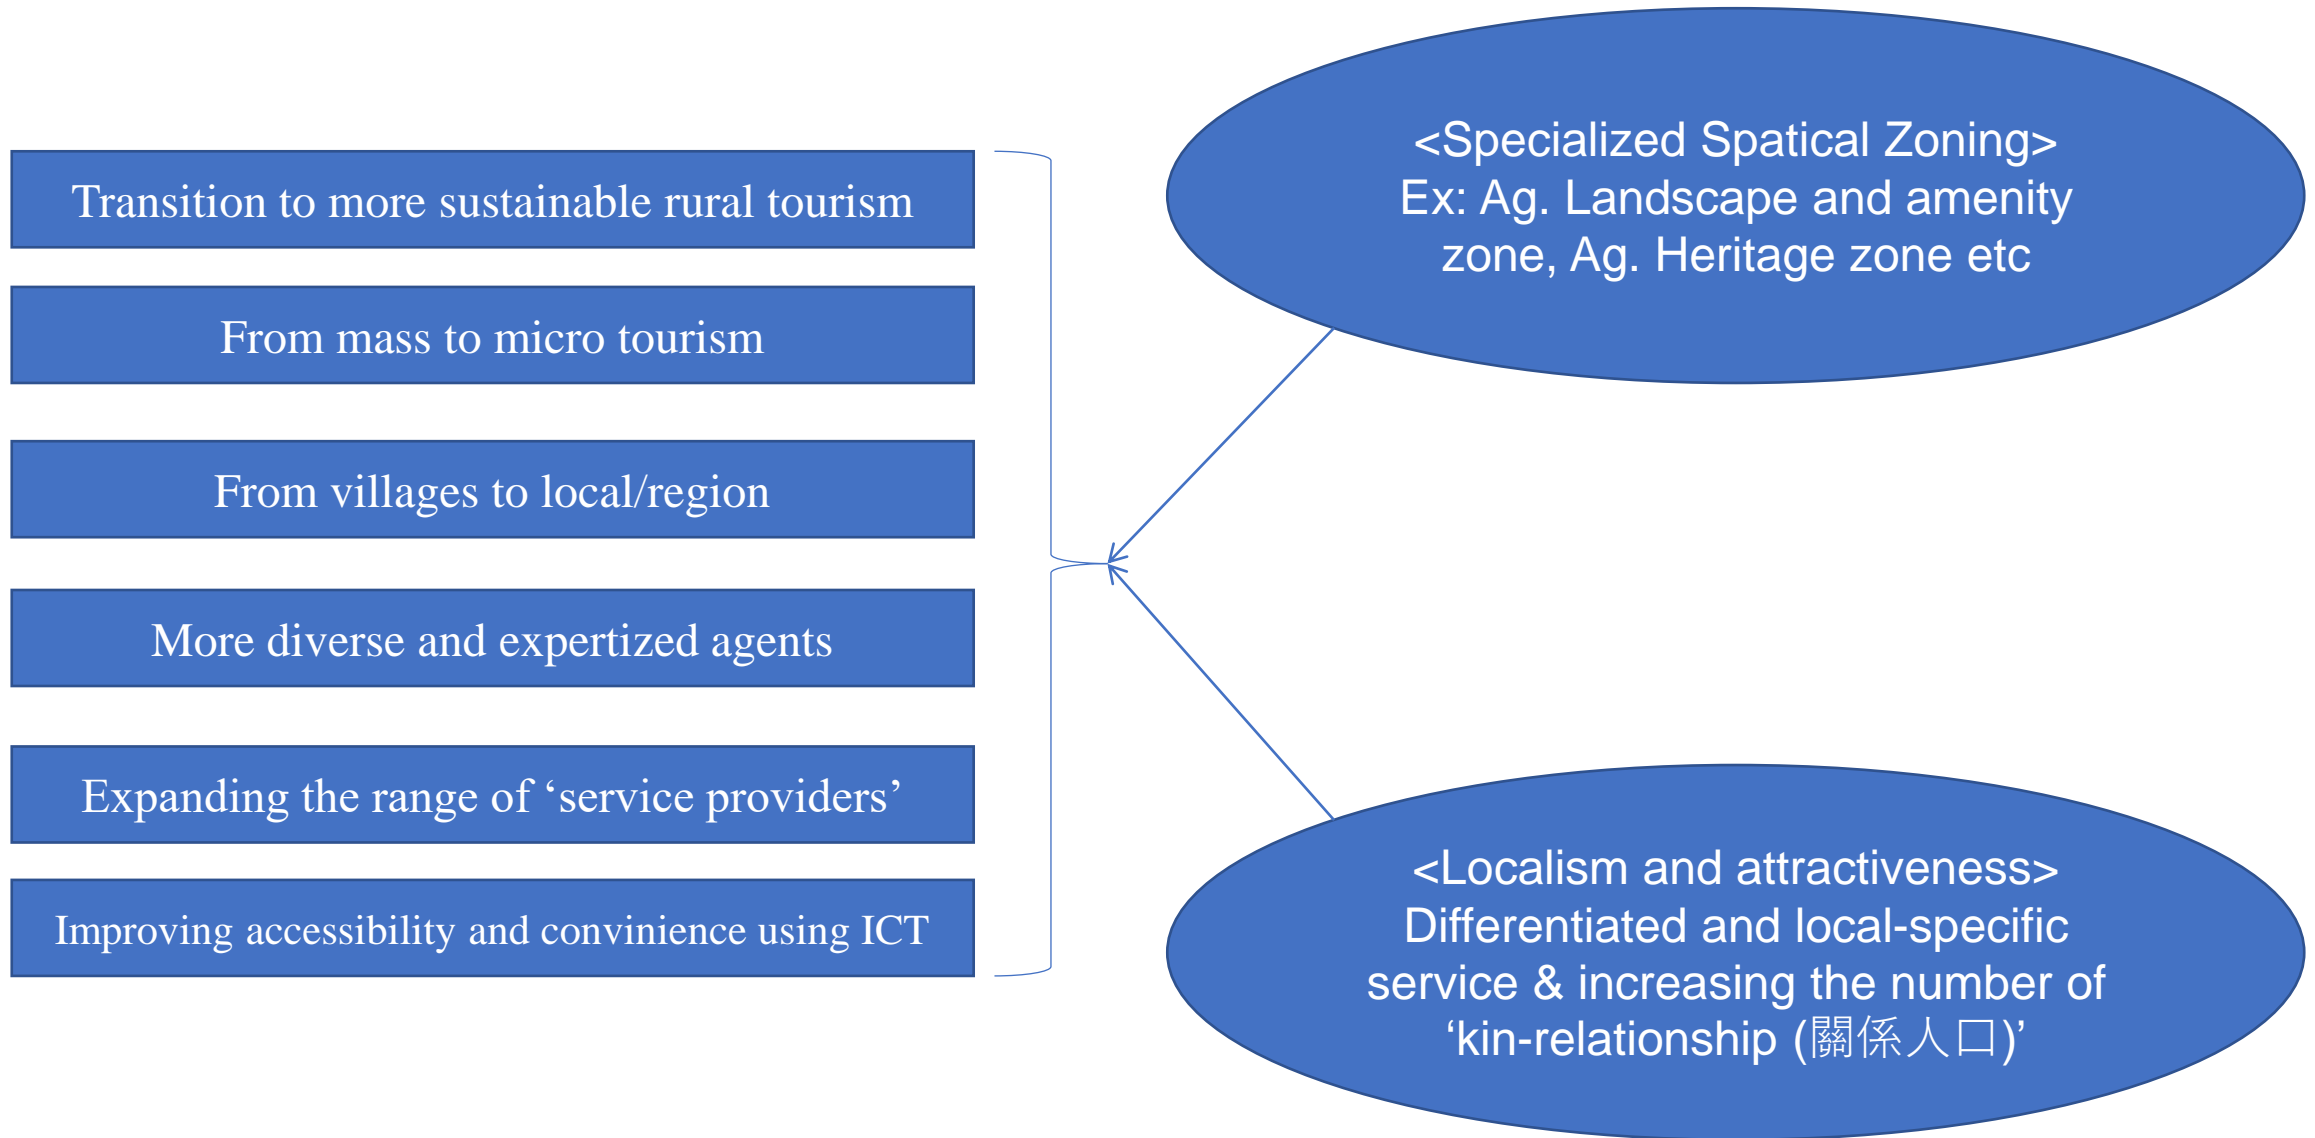 Transition to more sustainable rural tourism
From mass to micro tourism
From villages to local/region
More diverse and expertized agents
Expanding the range of ‘service providers’
Improving accessibility and convinience using ICT
<Specialized Spatical Zoning>
Ex: Ag. Landscape and amenity
zone, Ag. Heritage zone etc
<Localism and attractiveness>
Differentiated and local-specific
service & increasing the number of
‘kin-relationship (關係人口)’